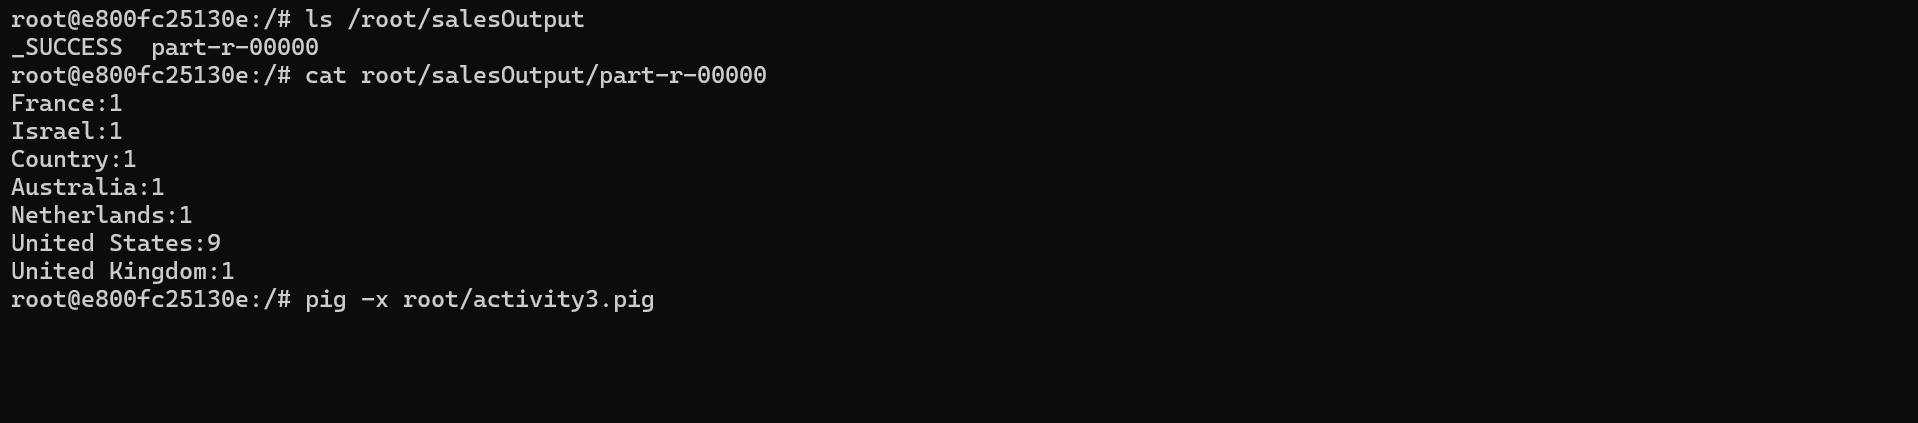 root@e800fc25130e:/# ls /root/salesOutput
_SUCCESS  part-r-00000
root@e800fc25130e:/# cat root/salesOutput/part-r-00000
France:1
Israel:1
Country:1
Australia:1
Netherlands:1
United States:9
United Kingdom:1
root@e800fc25130e:/# pig -x root/activity3.pig